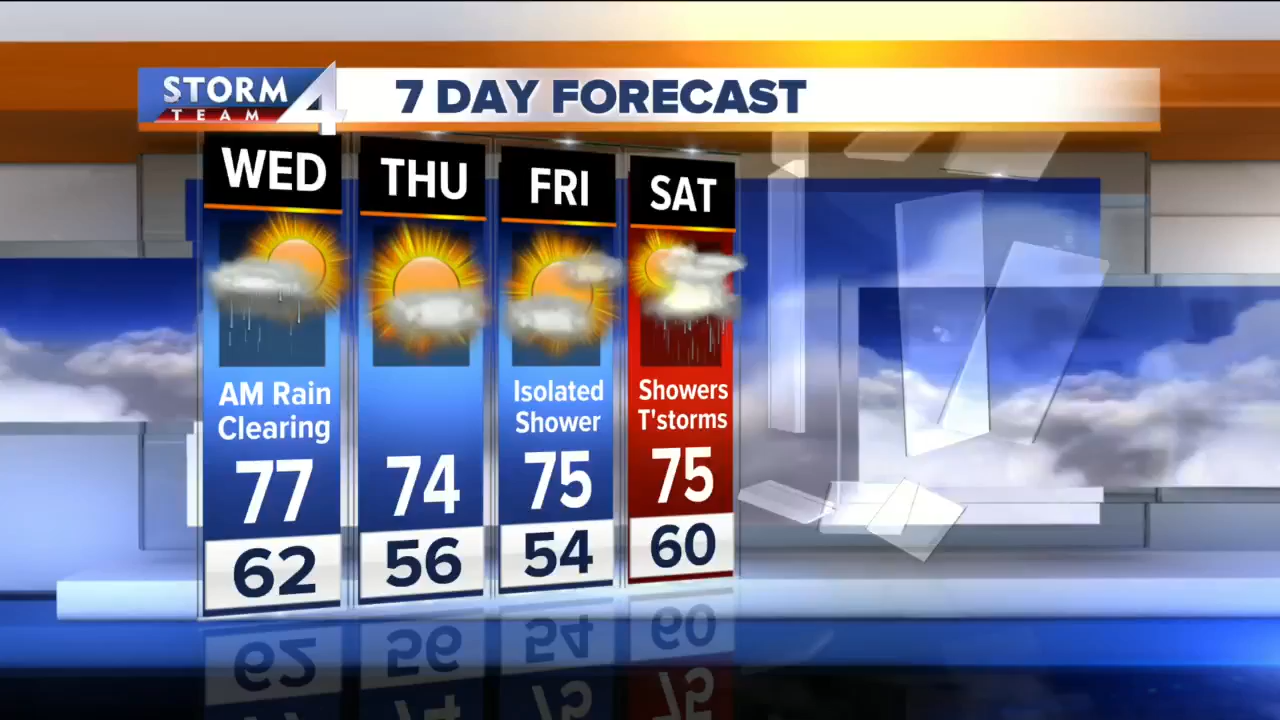 STORM
TEAM 4
7 DAY FORECAST
WED
AM Rain
Clearing
77
62
THU
74
56
FRI
Isolated
Shower
75
54
SAT
Showers
T'storms
75
60